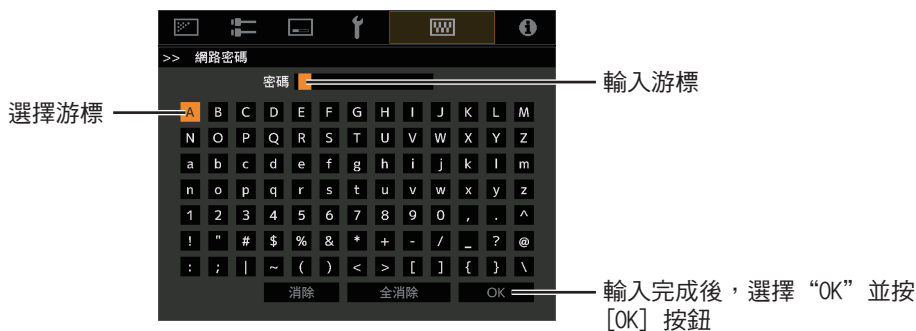 WWW
>> 網路密碼
密碼
輸入游標
選擇游標
A B C D E F G H I J K L M
N O P Q R S T U V W X Y Z
a b c d e f g h i j k l m
n o p q r s t u v w x y z
1 2 3 4 5 6 7 8 9 0 , . ^
! " # $ % & * + - / _ ? @
: ; | ~ ( ) < > [ ] { } \
消除 全消除 OK
輸入完成後，選擇“OK”並按
[OK] 按鈕